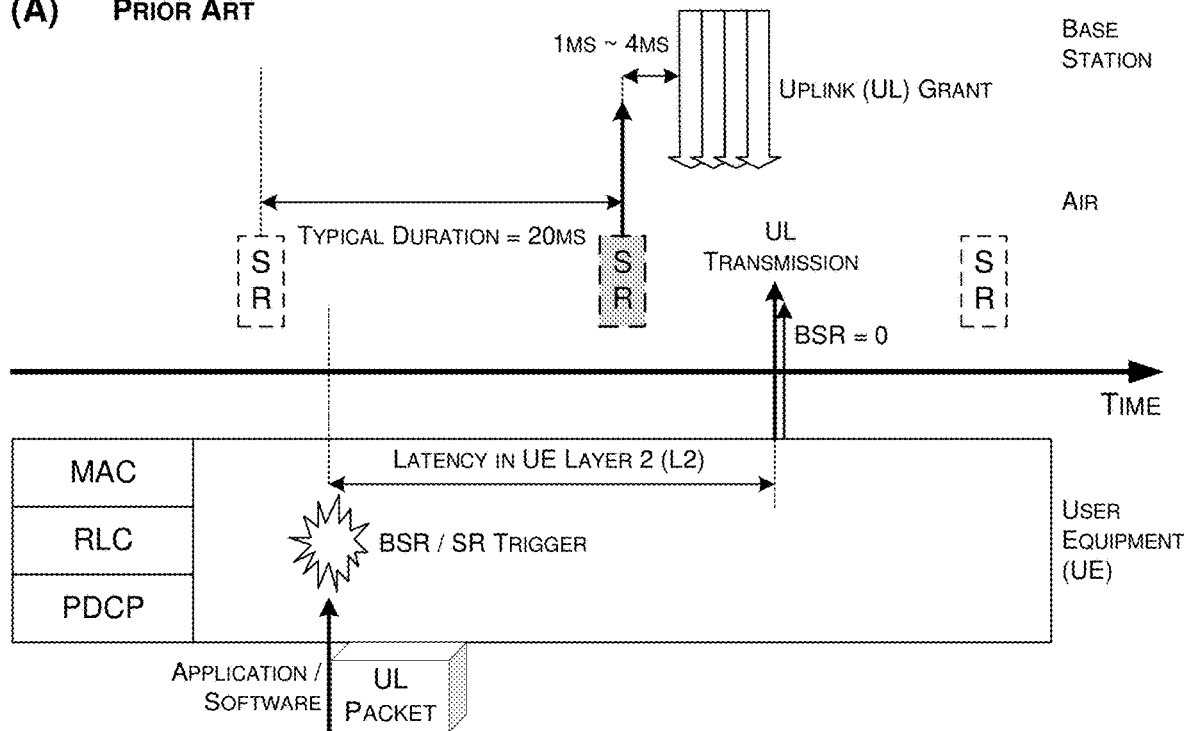 (A) PRIOR ART
BASE
STATION
1MS ~ 4MS
UPLINK (UL) GRANT
AIR
TYPICAL DURATION = 20MS
S
R
S
R
UL
TRANSMISSION
S
R
BSR = 0
TIME
MAC
RLC
PDCP
LATENCY IN UE LAYER 2 (L2)
BSR / SR TRIGGER
USER
EQUIPMENT
(UE)
APPLICATION /
SOFTWARE
UL
PACKET